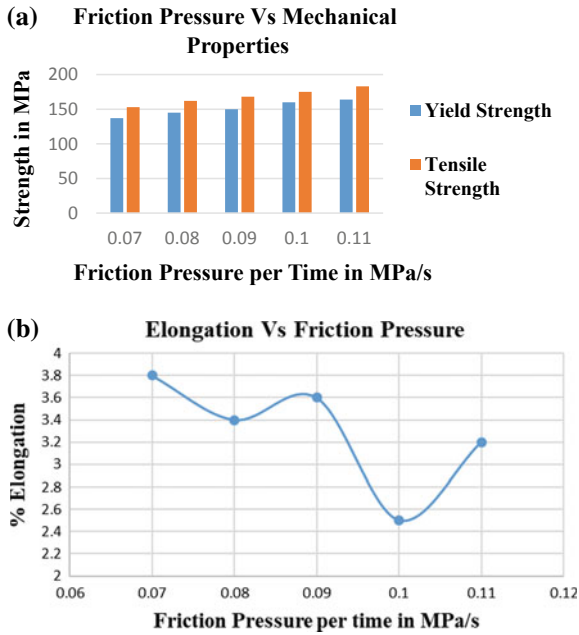 (a)
Friction Pressure Vs Mechanical
Properties
Strength in MPa
200
150
100
50
0
0.07 0.08 0.09 0.1 0.11
Friction Pressure per Time in MPa/s
Yield Strength
Tensile
Strength
(b)
Elongation Vs Friction Pressure
% Elongation
4
3.8
3.6
3.4
3.2
3
2.8
2.6
2.4
2.2
2
0.06 0.07 0.08 0.09 0.1 0.11 0.12
Friction Pressure per time in MPa/s